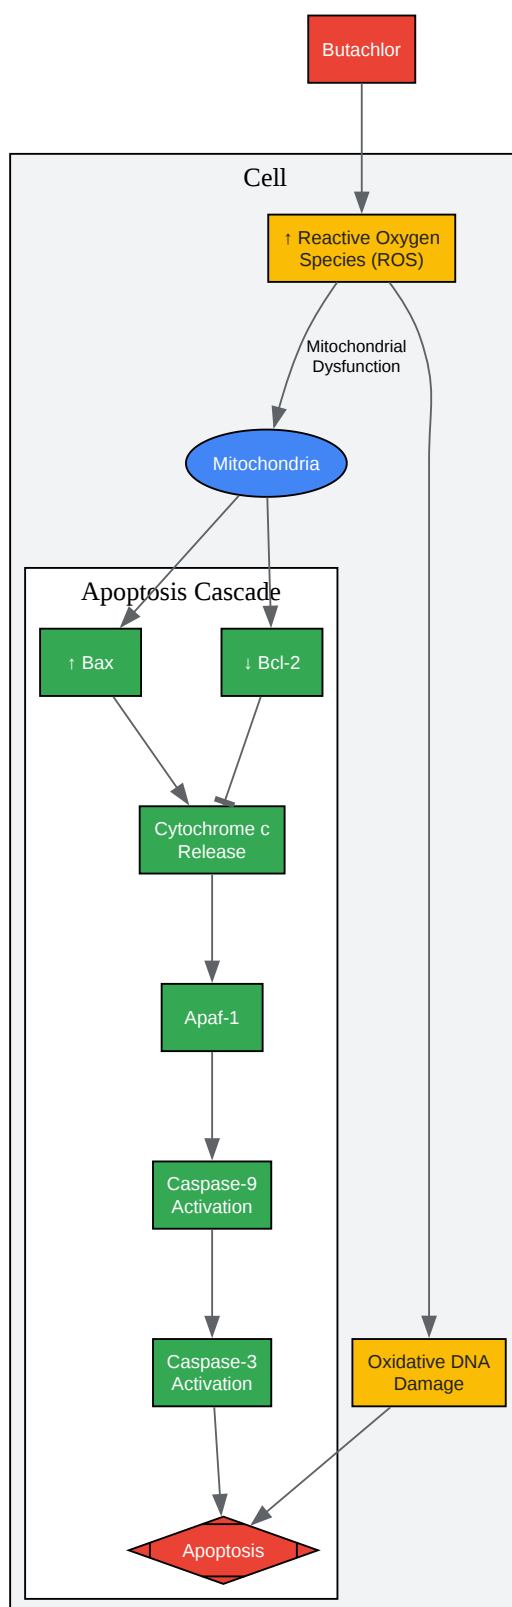 Butachlor
Cell
↑ Reactive Oxygen
Species (ROS)
Mitochondrial
Dysfunction
Mitochondria
Apoptosis Cascade
↑ Bax
↓ Bcl-2
Cytochrome c
Release
Apaf-1
Caspase-9
Activation
Caspase-3
Activation
Oxidative DNA
Damage
Apoptosis